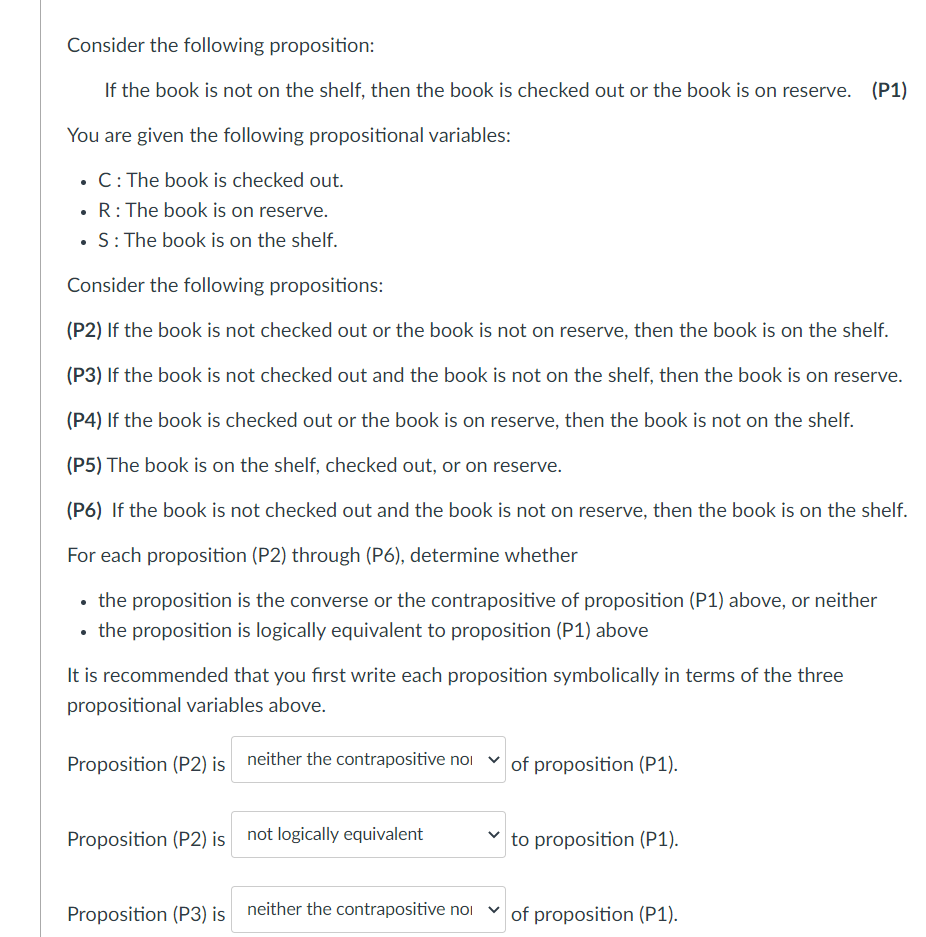 Consider the following proposition:
If the book is not on the shelf, then the book is checked out or the book is on reserve. (P1)
You are given the following propositional variables:
• C : The book is checked out.
• R : The book is on reserve.
• S : The book is on the shelf.
Consider the following propositions:
(P2) If the book is not checked out or the book is not on reserve, then the book is on the shelf.
(P3) If the book is not checked out and the book is not on the shelf, then the book is on reserve.
(P4) If the book is checked out or the book is on reserve, then the book is not on the shelf.
(P5) The book is on the shelf, checked out, or on reserve.
(P6) If the book is not checked out and the book is not on reserve, then the book is on the shelf.
For each proposition (P2) through (P6), determine whether
• the proposition is the converse or the contrapositive of proposition (P1) above, or neither
• the proposition is logically equivalent to proposition (P1) above
It is recommended that you first write each proposition symbolically in terms of the three
propositional variables above.
Proposition (P2) is neither the contrapositive nor of proposition (P1).
Proposition (P2) is not logically equivalent to proposition (P1).
Proposition (P3) is neither the contrapositive nor of proposition (P1).